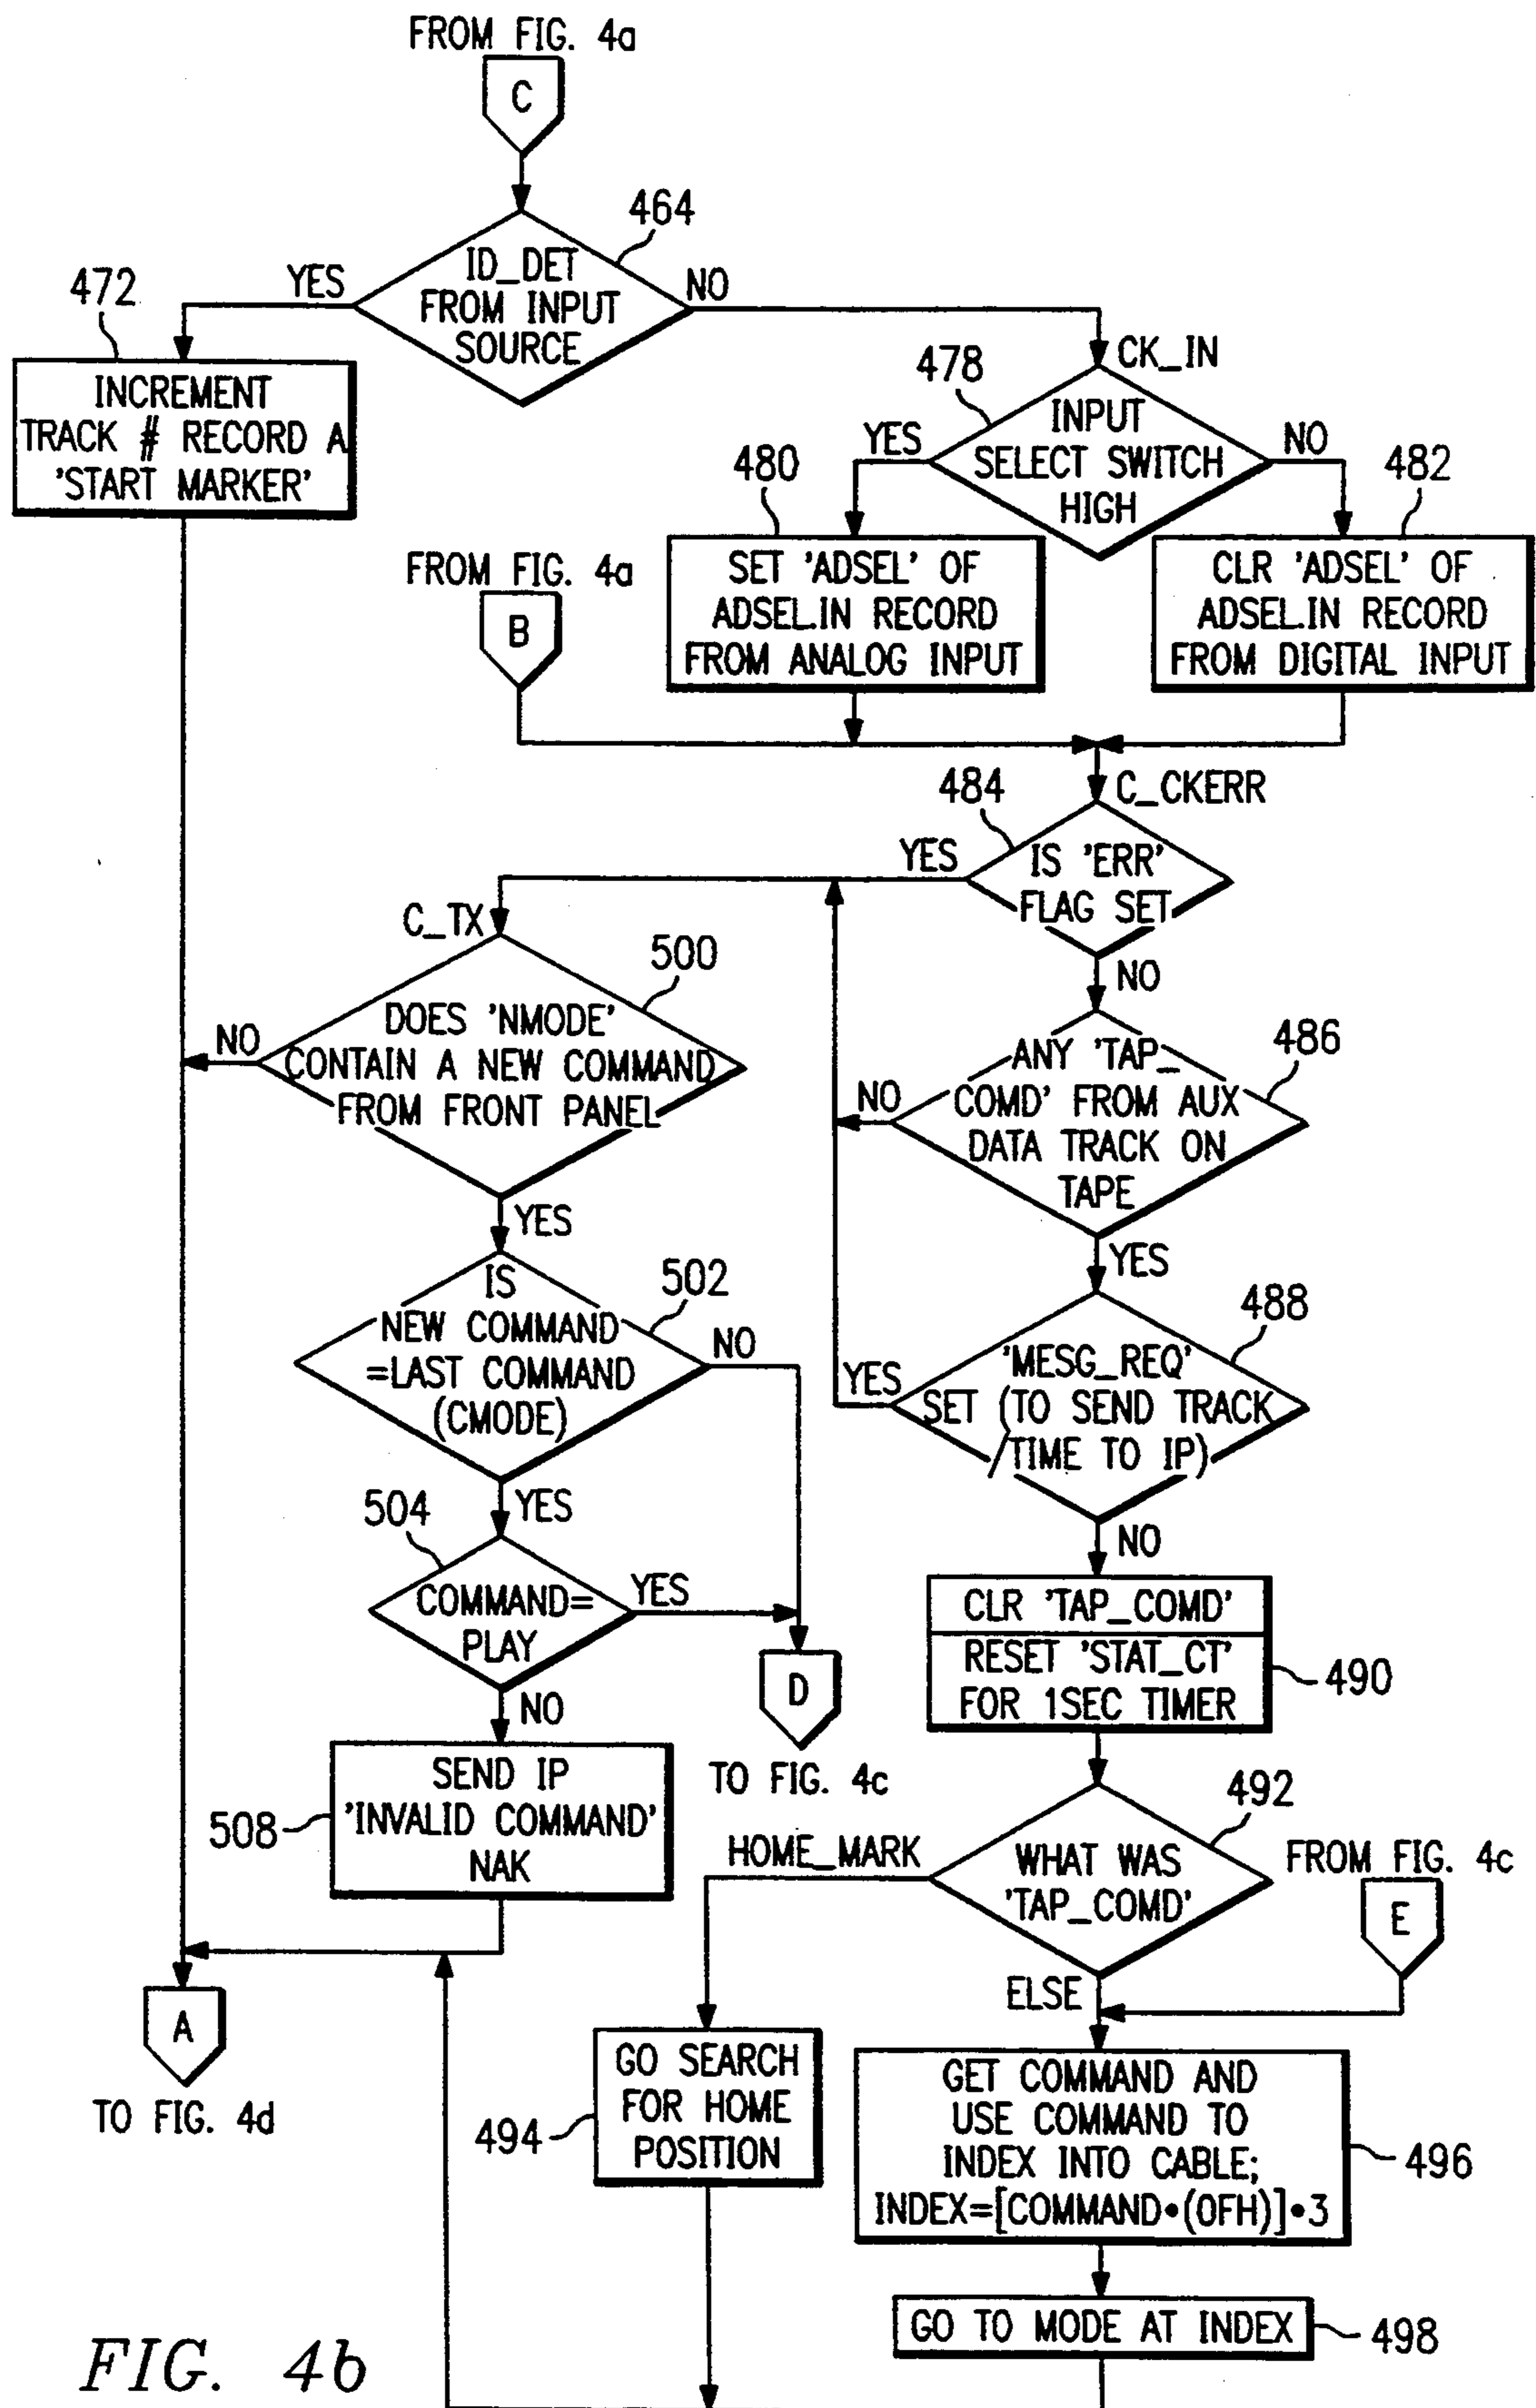 FROM FIG. 4a
C
464
ID_DET
FROM INPUT
SOURCE
YES
NO
472
INCREMENT
TRACK # RECORD A
'START MARKER'
CK_IN
478
INPUT
SELECT SWITCH
HIGH
YES
NO
480
SET 'ADSEL' OF
ADSEL.IN RECORD
FROM ANALOG INPUT
482
CLR 'ADSEL' OF
ADSEL.IN RECORD
FROM DIGITAL INPUT
FROM FIG. 4a
B
C_CKERR
484
IS 'ERR'
FLAG SET
YES
NO
C_TX
500
DOES 'NMODE'
CONTAIN A NEW COMMAND
FROM FRONT PANEL
NO
YES
486
ANY 'TAP_
COMD' FROM AUX
DATA TRACK ON
TAPE
NO
YES
502
IS
NEW COMMAND
=LAST COMMAND
(CMODE)
NO
YES
488
'MESG_REQ'
SET (TO SEND TRACK
/TIME TO IP)
YES
NO
504
COMMAND=
PLAY
YES
NO
D
TO FIG. 4c
CLR 'TAP_COMD'
RESET 'STAT_CT'
FOR 1SEC TIMER
490
508
SEND IP
'INVALID COMMAND'
NAK
492
WHAT WAS
'TAP_COMD'
HOME_MARK
ELSE
FROM FIG. 4c
E
A
TO FIG. 4d
494
GO SEARCH
FOR HOME
POSITION
GET COMMAND AND
USE COMMAND TO
INDEX INTO CABLE;
INDEX=[COMMAND•(0FH)]•3
496
GO TO MODE AT INDEX
498
FIG. 4b